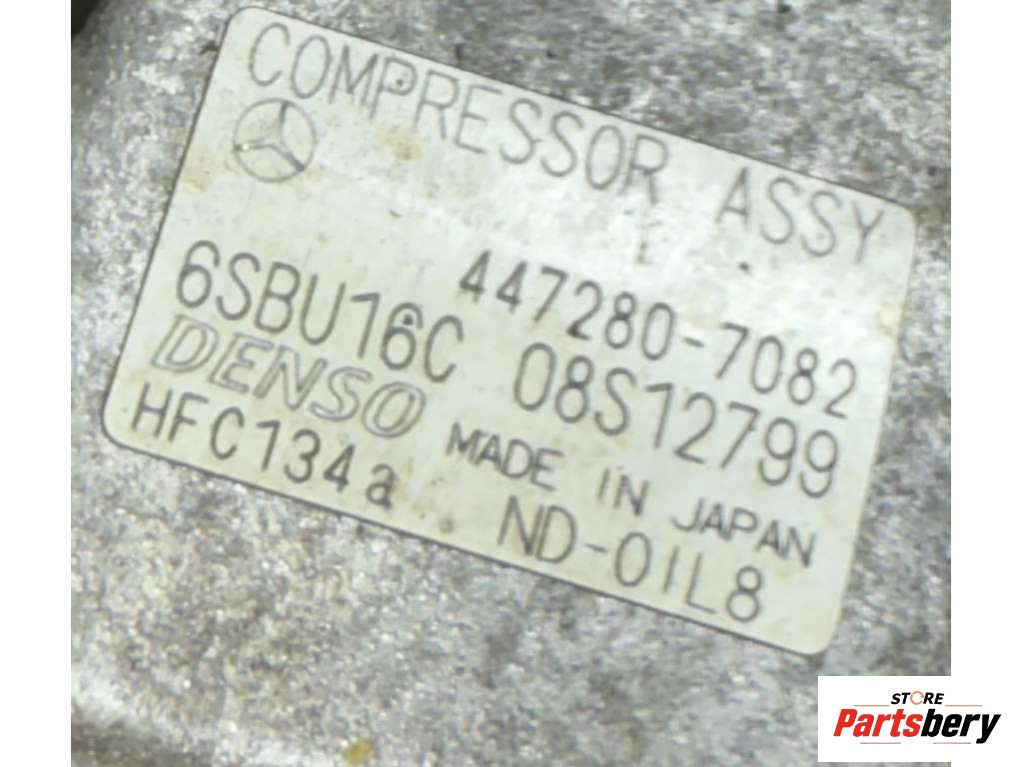 COMPRESSOR ASSY
447280-7082
6SBU16C 08S12799
DENSO MADE IN JAPAN
HFC134a ND-OIL8
STORE
Partsbery